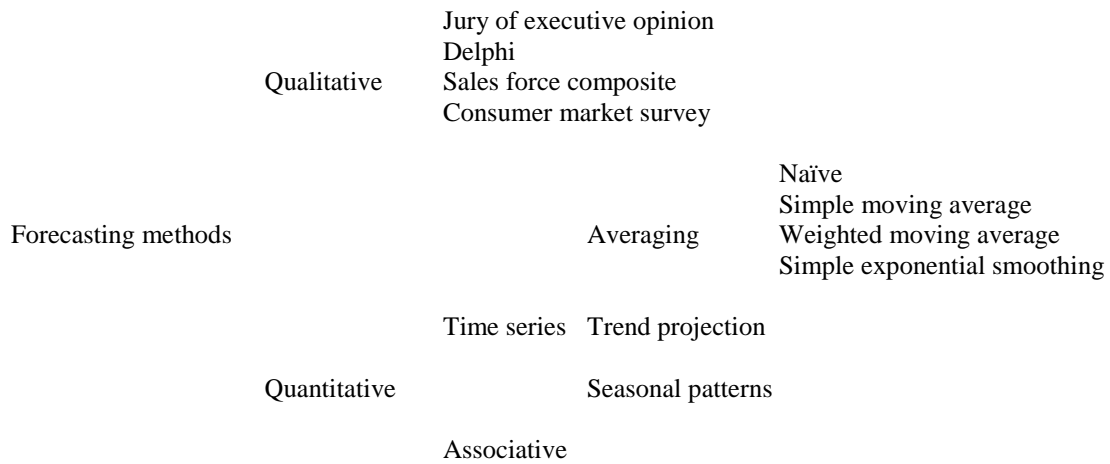 Jury of executive opinion
Delphi
Qualitative Sales force composite
Consumer market survey
Naïve
Simple moving average
Forecasting methods Averaging Weighted moving average
Simple exponential smoothing
Time series Trend projection
Quantitative Seasonal patterns
Associative